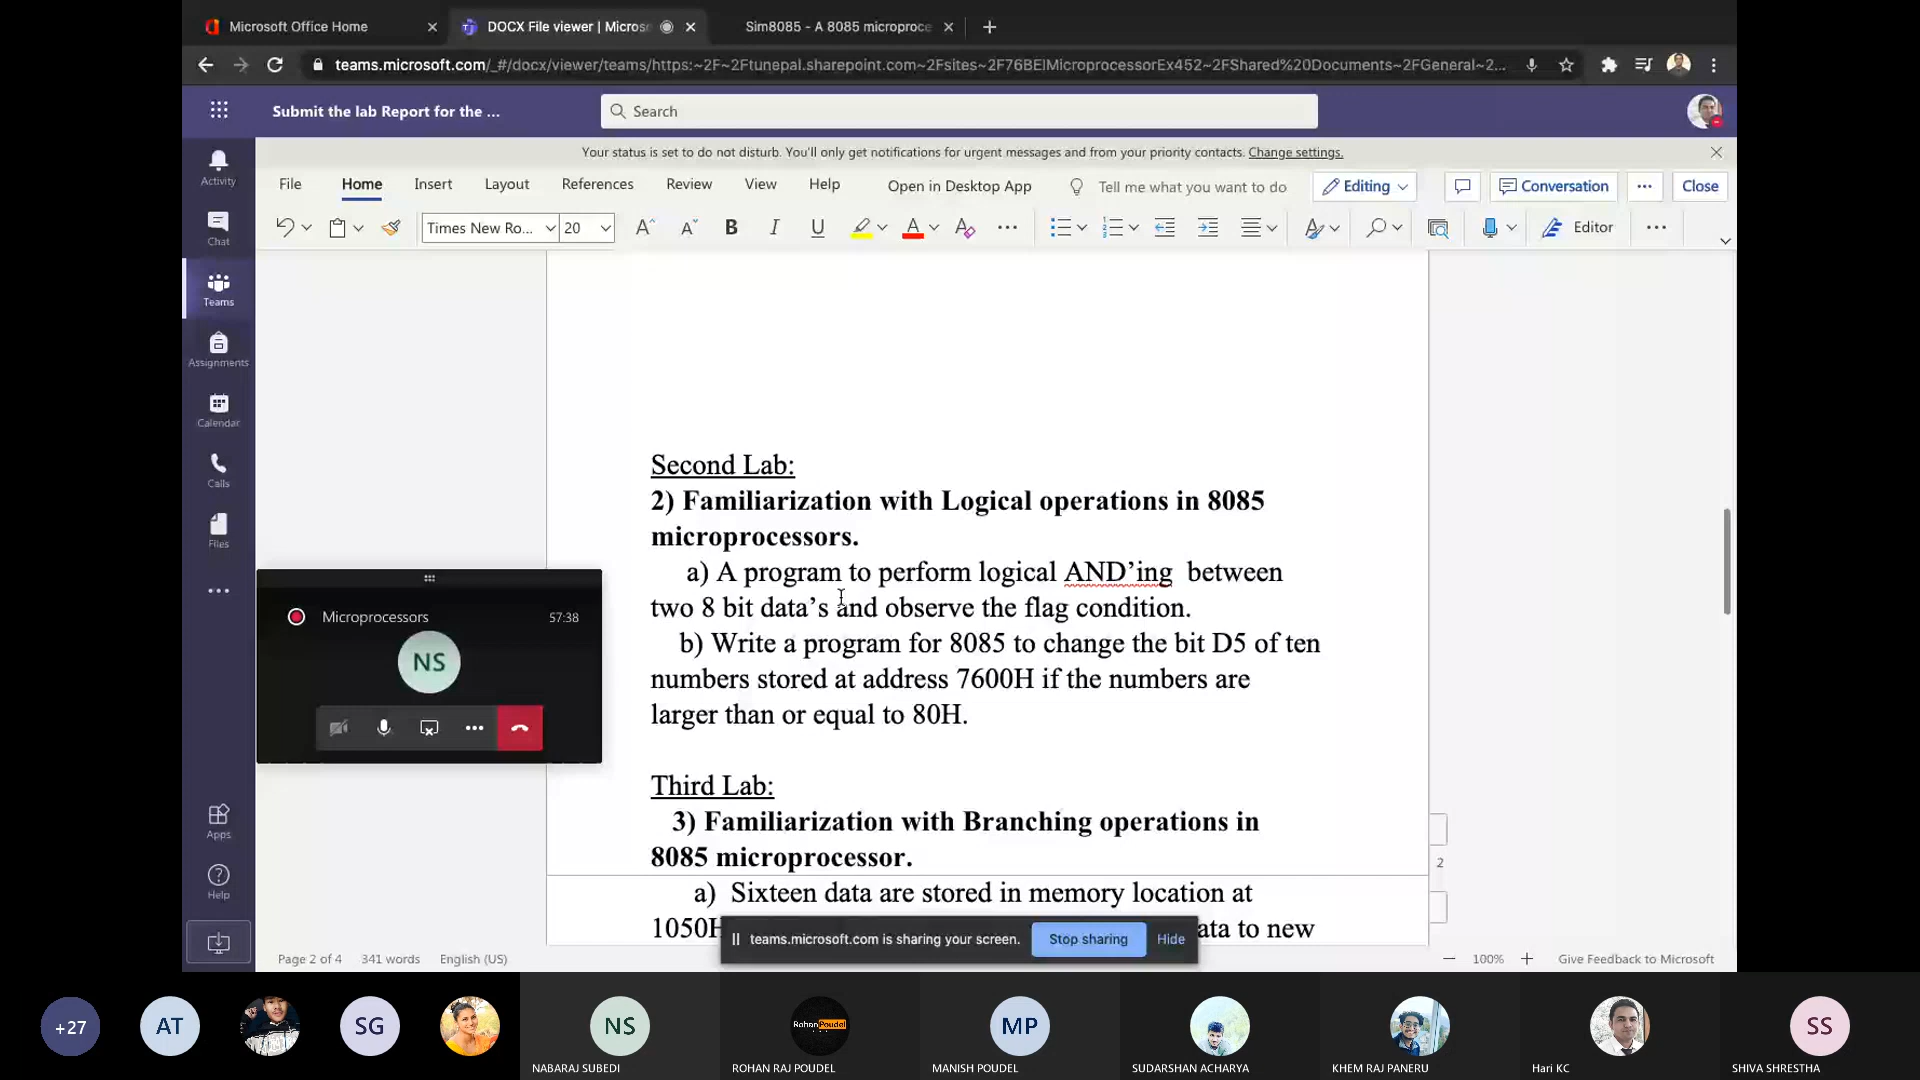 Microsoft Office Home
DOCX File viewer | Micros
Sim8085 - A 8085 microproce
teams.microsoft.com/_#/docx/viewer/teams/https:~2F~2Ftunepal.sharepoint.com~2Fsites~2F76BEIMicroprocessorEx452~2FShared%20Documents~2FGeneral~2...
Submit the lab Report for the ...
Search
Your status is set to do not disturb. You'll only get notifications for urgent messages and from your priority contacts. Change settings.
File
Home
Insert
Layout
References
Review
View
Help
Open in Desktop App
Tell me what you want to do
Editing
Conversation
Close
Times New Ro...
20
B
I
U
Editor
Activity
Chat
Teams
Assignments
Calendar
Calls
Files
Apps
Help
Second Lab:
2) Familiarization with Logical operations in 8085
microprocessors.
a) A program to perform logical AND’ing between
two 8 bit data’s and observe the flag condition.
b) Write a program for 8085 to change the bit D5 of ten
numbers stored at address 7600H if the numbers are
larger than or equal to 80H.
Third Lab:
3) Familiarization with Branching operations in
8085 microprocessor.
a) Sixteen data are stored in memory location at
1050H
ata to new
Microprocessors
57:38
NS
2
teams.microsoft.com is sharing your screen.
Stop sharing
Hide
Page 2 of 4
341 words
English (US)
100%
Give Feedback to Microsoft
+27
AT
SG
NS
NABARAJ SUBEDI
RohanPoudel
ROHAN RAJ POUDEL
MP
MANISH POUDEL
SUDARSHAN ACHARYA
KHEM RAJ PANERU
Hari KC
SS
SHIVA SHRESTHA